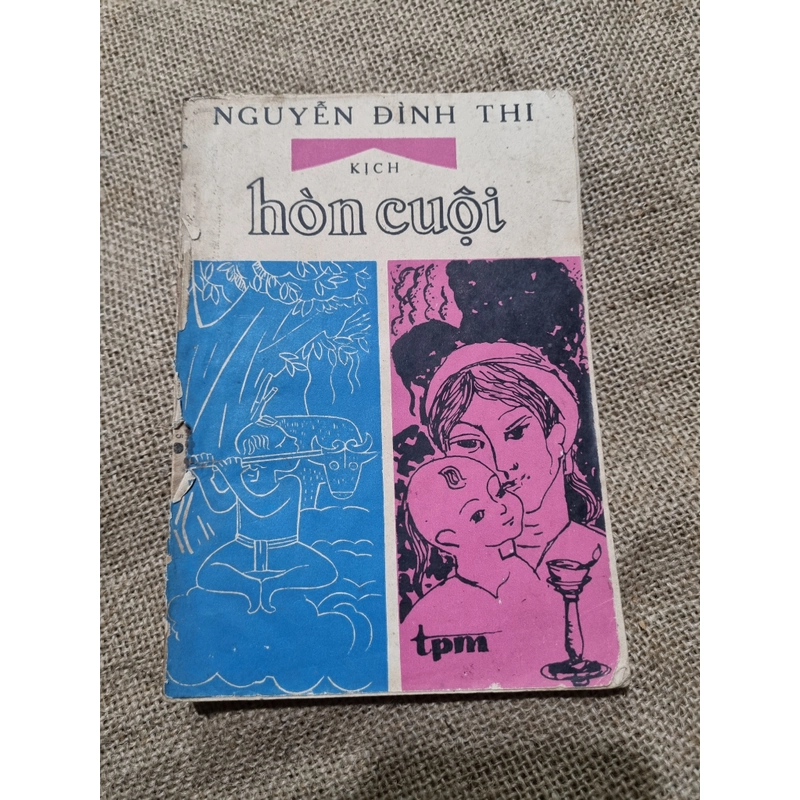 NGUYỄN ĐÌNH THI
KỊCH
hòn cuội
tpm